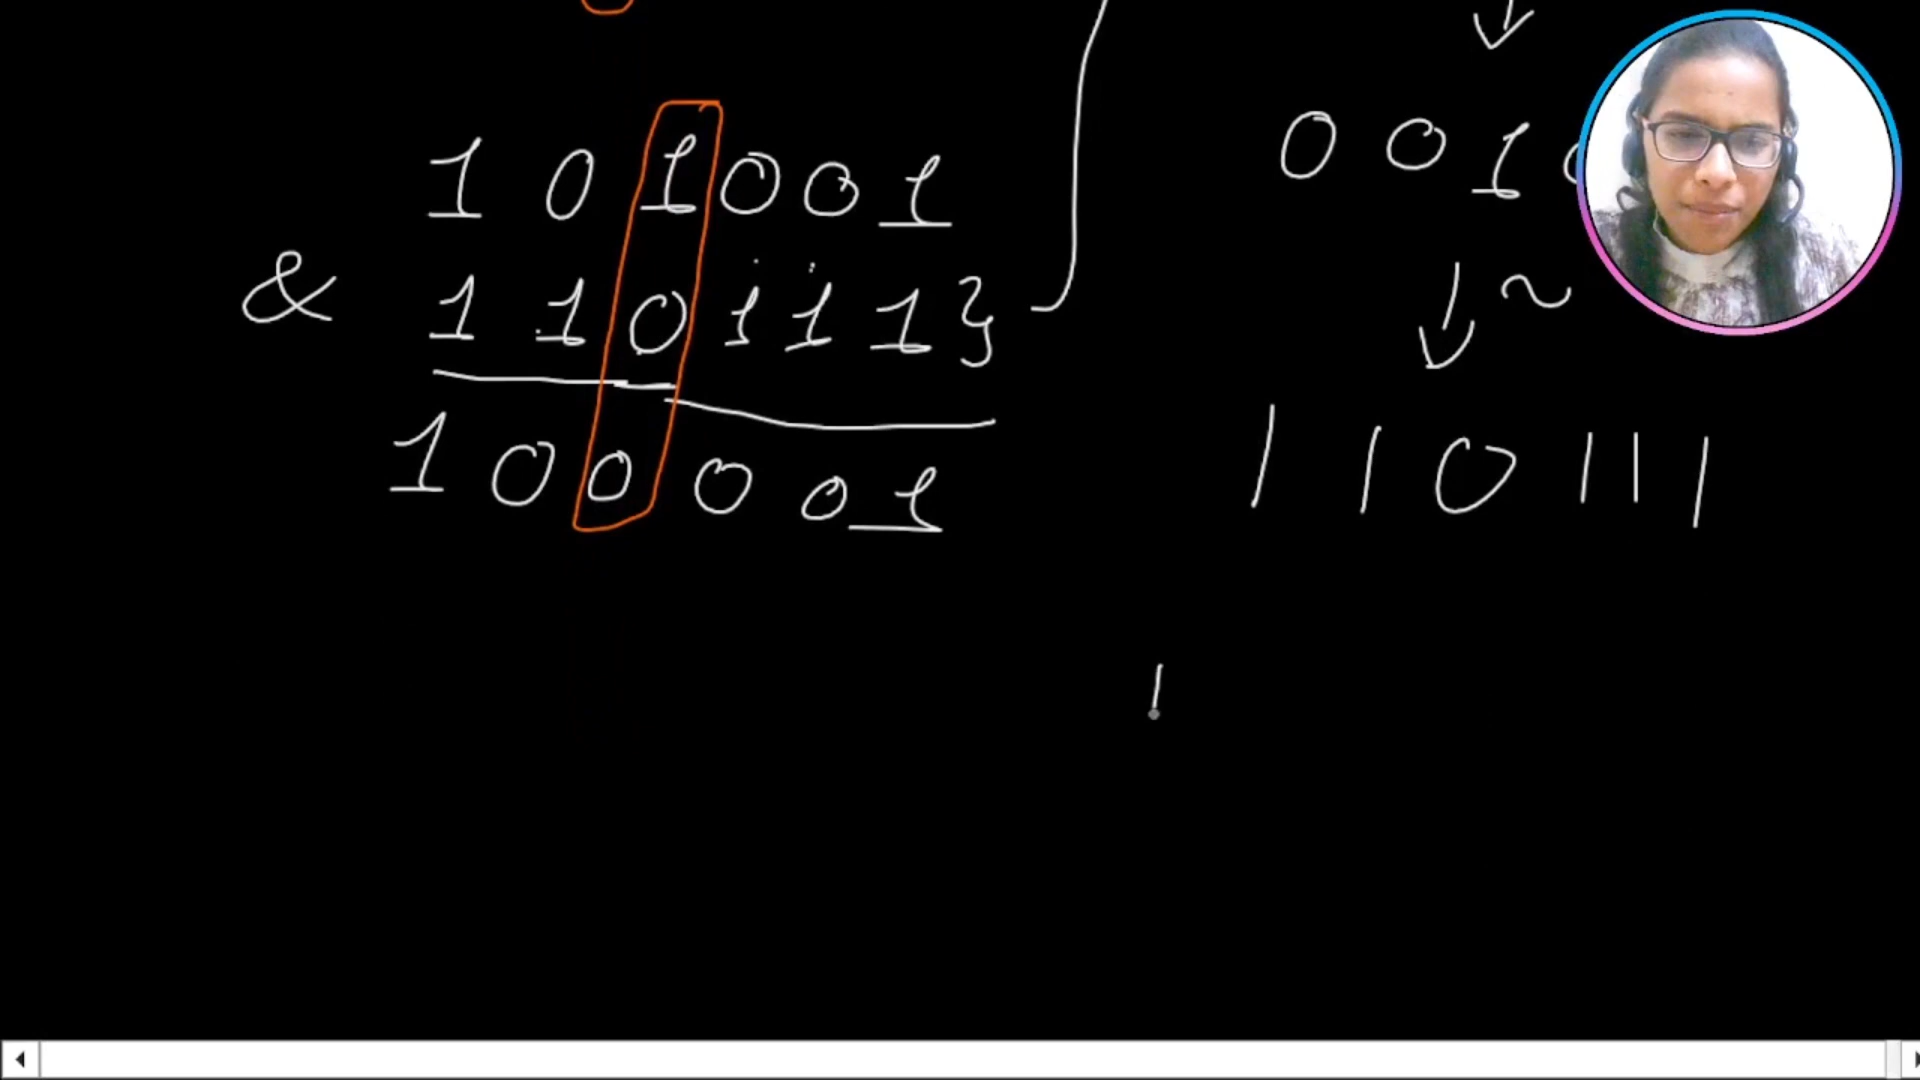 1 0 1 0 0 1
& 1 1 0 1 1 1 }
1 0 0 0 0 1
0 0 1
~
1 1 0 1 1 1
1